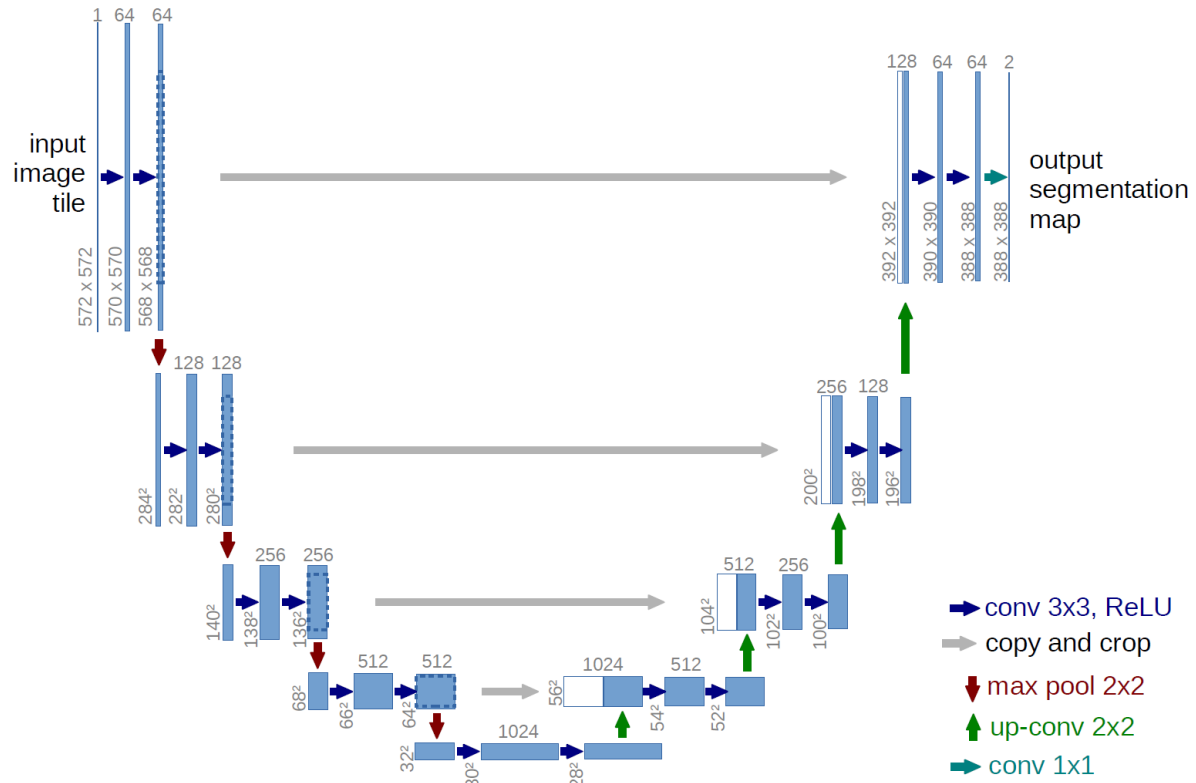 1 64 64
input
image
tile
572 x 572
570 x 570
568 x 568
128 64 64 2
output
segmentation
map
392 x 392
390 x 390
388 x 388
388 x 388
128 128
284²
282²
280²
256 128
200²
198²
196²
256 256
140²
138²
136²
512 256
104²
102²
100²
512 512
68²
66²
64²
1024 512
56²
54²
52²
1024
32²
30²
28²
conv 3x3, ReLU
copy and crop
max pool 2x2
up-conv 2x2
conv 1x1